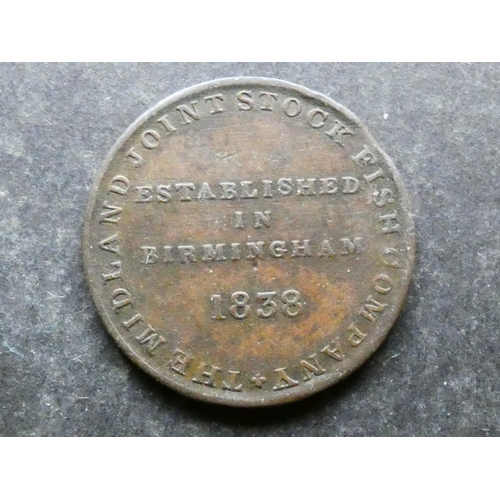 THE MIDLAND JOINT STOCK FISH COMPANY
ESTABLISHED
IN
BIRMINGHAM
1838